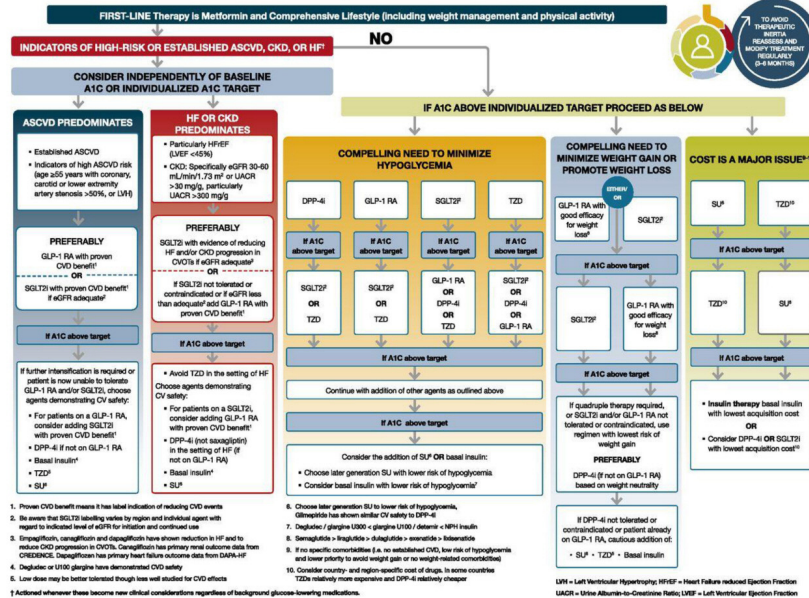 FIRST-LINE Therapy is Metformin and Comprehensive Lifestyle (including weight management and physical activity)
TO AVOID
THERAPEUTIC
INERTIA
REASSESS AND
MODIFY TREATMENT
REGULARLY
(3–6 MONTHS)
INDICATORS OF HIGH-RISK OR ESTABLISHED ASCVD, CKD, OR HF†
NO
CONSIDER INDEPENDENTLY OF BASELINE
A1C OR INDIVIDUALIZED A1C TARGET
IF A1C ABOVE INDIVIDUALIZED TARGET PROCEED AS BELOW
ASCVD PREDOMINATES
• Established ASCVD
• Indicators of high ASCVD risk
(age ≥55 years with coronary,
carotid or lower extremity
artery stenosis >50%, or LVH)
PREFERABLY
GLP-1 RA with proven
CVD benefit¹
OR
SGLT2i with proven CVD benefit¹
if eGFR adequate²
If A1C above target
If further intensification is required or
patient is now unable to tolerate
GLP-1 RA and/or SGLT2i, choose
agents demonstrating CV safety:
• For patients on a GLP-1 RA,
consider adding SGLT2i
with proven CVD benefit¹
• DPP-4i if not on GLP-1 RA
• Basal insulin⁴
• TZD⁵
• SU⁶
HF OR CKD
PREDOMINATES
• Particularly HFrEF
(LVEF <45%)
• CKD: Specifically eGFR 30-60
mL/min/1.73 m² or UACR
>30 mg/g, particularly
UACR >300 mg/g
PREFERABLY
SGLT2i with evidence of reducing
HF and/or CKD progression in
CVOTs if eGFR adequate³
OR
If SGLT2i not tolerated or
contraindicated or if eGFR less
than adequate² add GLP-1 RA with
proven CVD benefit¹
If A1C above target
• Avoid TZD in the setting of HF
Choose agents demonstrating
CV safety:
• For patients on a SGLT2i,
consider adding GLP-1 RA
with proven CVD benefit¹
• DPP-4i (not saxagliptin)
in the setting of HF (if
not on GLP-1 RA)
• Basal insulin⁴
• SU⁶
COMPELLING NEED TO MINIMIZE
HYPOGLYCEMIA
DPP-4i
GLP-1 RA
SGLT2i²
TZD
If A1C
above target
If A1C
above target
If A1C
above target
If A1C
above target
SGLT2i²
OR
TZD
SGLT2i²
OR
TZD
GLP-1 RA
OR
DPP-4i
OR
TZD
SGLT2i²
OR
DPP-4i
OR
GLP-1 RA
If A1C above target
Continue with addition of other agents as outlined above
If A1C above target
Consider the addition of SU⁶ OR basal insulin:
• Choose later generation SU with lower risk of hypoglycemia
• Consider basal insulin with lower risk of hypoglycemia⁷
COMPELLING NEED TO
MINIMIZE WEIGHT GAIN OR
PROMOTE WEIGHT LOSS
EITHER/
OR
GLP-1 RA with
good efficacy
for weight
loss⁸
SGLT2i²
If A1C above target
SGLT2i²
GLP-1 RA with
good efficacy
for weight
loss⁸
If A1C above target
If quadruple therapy required,
or SGLT2i and/or GLP-1 RA not
tolerated or contraindicated, use
regimen with lowest risk of
weight gain
PREFERABLY
DPP-4i (if not on GLP-1 RA)
based on weight neutrality
If DPP-4i not tolerated or
contraindicated or patient already
on GLP-1 RA, cautious addition of:
• SU⁶ • TZD⁵ • Basal insulin
COST IS A MAJOR ISSUE⁹⁻¹
SU⁶
TZD¹⁰
If A1C above target
TZD¹⁰
SU⁶
If A1C above target
• Insulin therapy basal insulin
with lowest acquisition cost
OR
• Consider DPP-4i OR SGLT2i
with lowest acquisition cost¹⁰
1. Proven CVD benefit means it has label indication of reducing CVD events
2. Be aware that SGLT2i labelling varies by region and individual agent with
regard to indicated level of eGFR for initiation and continued use
3. Empagliflozin, canagliflozin and dapagliflozin have shown reduction in HF and to
reduce CKD progression in CVOTs. Canagliflozin has primary renal outcome data from
CREDENCE. Dapagliflozin has primary heart failure outcome data from DAPA-HF
4. Degludec or U100 glargine have demonstrated CVD safety
5. Low dose may be better tolerated though less well studied for CVD effects
6. Choose later generation SU to lower risk of hypoglycemia,
Glimepiride has shown similar CV safety to DPP-4i
7. Degludec / glargine U300 < glargine U100 / detemir < NPH insulin
8. Semaglutide > liraglutide > dulaglutide > exenatide > lixisenatide
9. If no specific comorbidities (i.e. no established CVD, low risk of hypoglycemia
and lower priority to avoid weight gain or no weight-related comorbidities)
10. Consider country- and region-specific cost of drugs. In some countries
TZDs relatively more expensive and DPP-4i relatively cheaper
† Actioned whenever these become new clinical considerations regardless of background glucose-lowering medications.
LVH = Left Ventricular Hypertrophy; HFrEF = Heart Failure reduced Ejection Fraction
UACR = Urine Albumin-to-Creatinine Ratio; LVEF = Left Ventricular Ejection Fraction